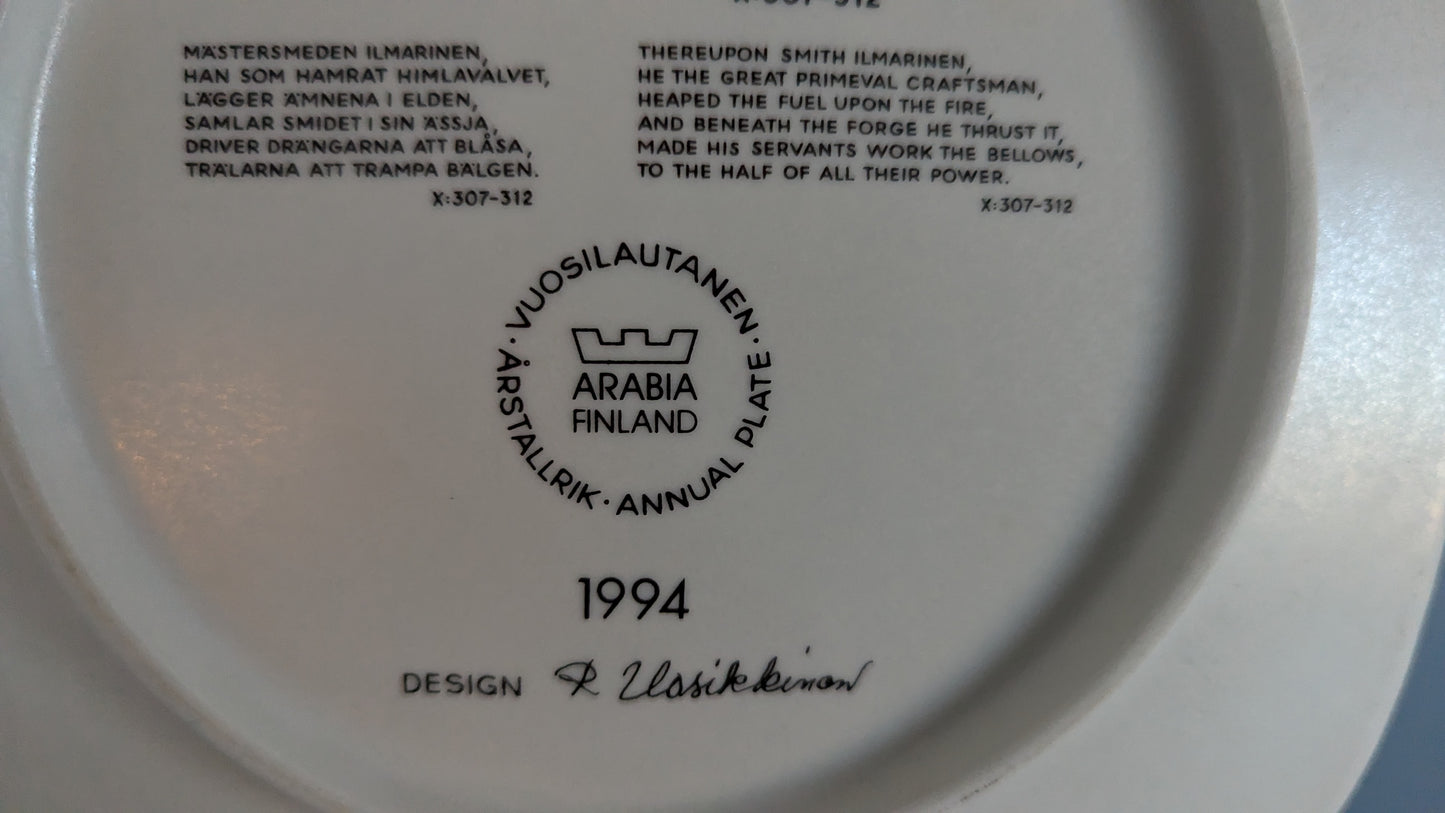 X:307-312
MÄSTERSMEDEN ILMARINEN,
HAN SOM HAMRAT HIMLAVALVET,
LÄGGER ÄMNENA I ELDEN,
SAMLAR SMIDET I SIN ÄSSJA,
DRIVER DRÄNGARNA ATT BLÅSA,
TRÄLARNA ATT TRAMPA BÄLGEN.
X:307-312
THEREUPON SMITH ILMARINEN,
HE THE GREAT PRIMEVAL CRAFTSMAN,
HEAPED THE FUEL UPON THE FIRE,
AND BENEATH THE FORGE HE THRUST IT,
MADE HIS SERVANTS WORK THE BELLOWS,
TO THE HALF OF ALL THEIR POWER.
X:307-312
· VUOSILAUTANEN · ANNUAL PLATE · ÅRSTALLRIK
ARABIA
FINLAND
1994
DESIGN R Uosikkinen